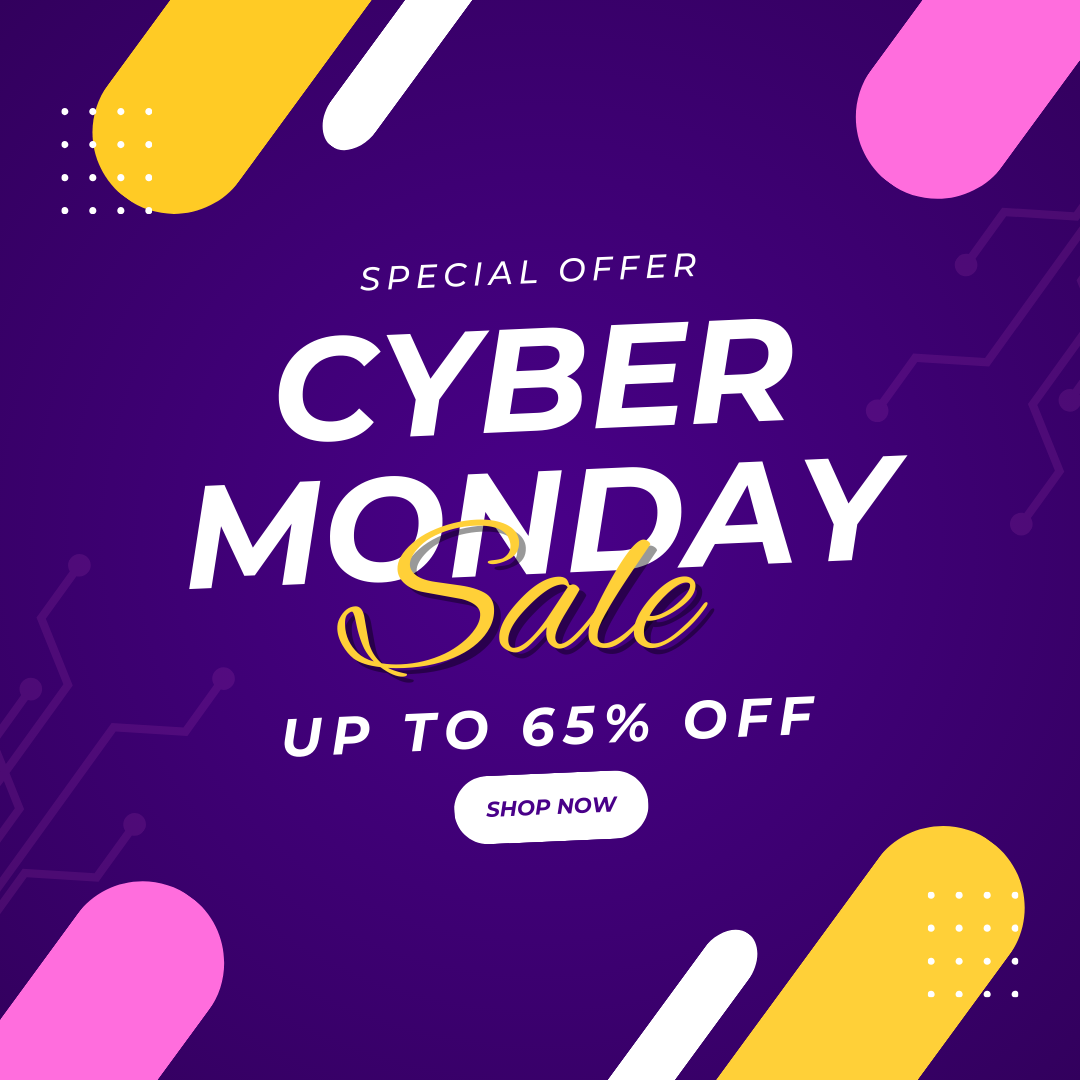 SPECIAL OFFER
CYBER
MONDAY
Sale
UP TO 65% OFF
SHOP NOW